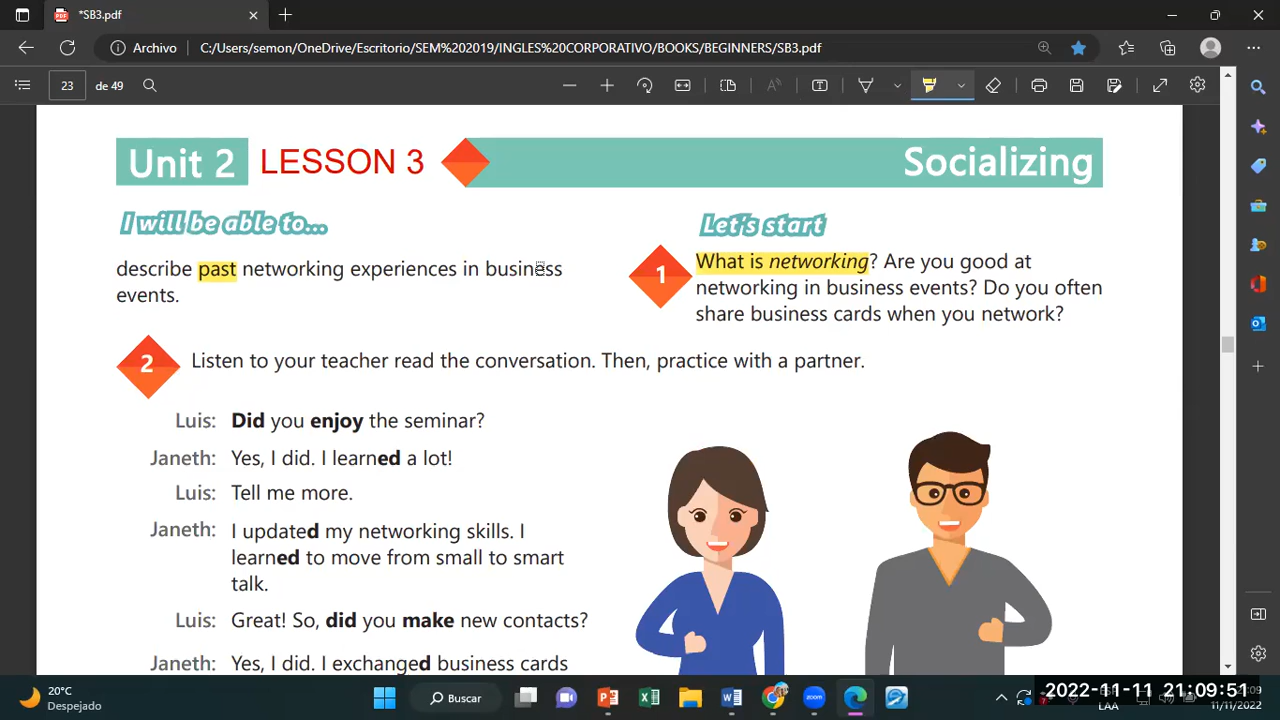 *SB3.pdf
Archivo
C:/Users/semon/OneDrive/Escritorio/SEM%202019/INGLES%20CORPORATIVO/BOOKS/BEGINNERS/SB3.pdf
23 de 49
Unit 2 LESSON 3 Socializing
I will be able to...
describe past networking experiences in business
events.
Let's start
1 What is networking? Are you good at
networking in business events? Do you often
share business cards when you network?
2 Listen to your teacher read the conversation. Then, practice with a partner.
Luis: Did you enjoy the seminar?
Janeth: Yes, I did. I learned a lot!
Luis: Tell me more.
Janeth: I updated my networking skills. I
learned to move from small to smart
talk.
Luis: Great! So, did you make new contacts?
Janeth: Yes, I did. I exchanged business cards
20°C
Despejado
Buscar
LAA
2022-11-11 21:09:51
11/11/2022